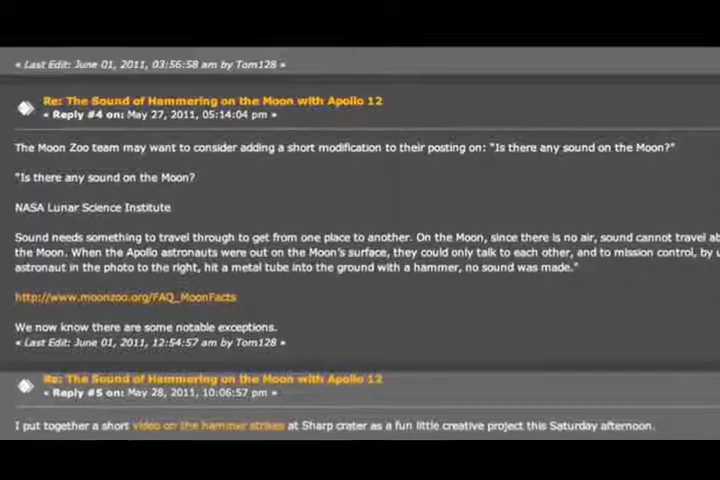 « Last Edit: June 01, 2011, 03:56:58 am by Tom128 »
Re: The Sound of Hammering on the Moon with Apollo 12
« Reply #4 on: May 27, 2011, 05:14:04 pm »
The Moon Zoo team may want to consider adding a short modification to their posting on: "Is there any sound on the Moon?"
"Is there any sound on the Moon?
NASA Lunar Science Institute
Sound needs something to travel through to get from one place to another. On the Moon, since there is no air, sound cannot travel
the Moon. When the Apollo astronauts were out on the Moon's surface, they could only talk to each other, and to mission control, by
astronaut in the photo to the right, hit a metal tube into the ground with a hammer, no sound was made."
http://www.moonzoo.org/FAQ_MoonFacts
We now know there are some notable exceptions.
« Last Edit: June 01, 2011, 12:54:57 am by Tom128 »
Re: The Sound of Hammering on the Moon with Apollo 12
« Reply #5 on: May 28, 2011, 10:06:57 pm »
I put together a short video on the hammer strikes at Sharp crater as a fun little creative project this Saturday afternoon.